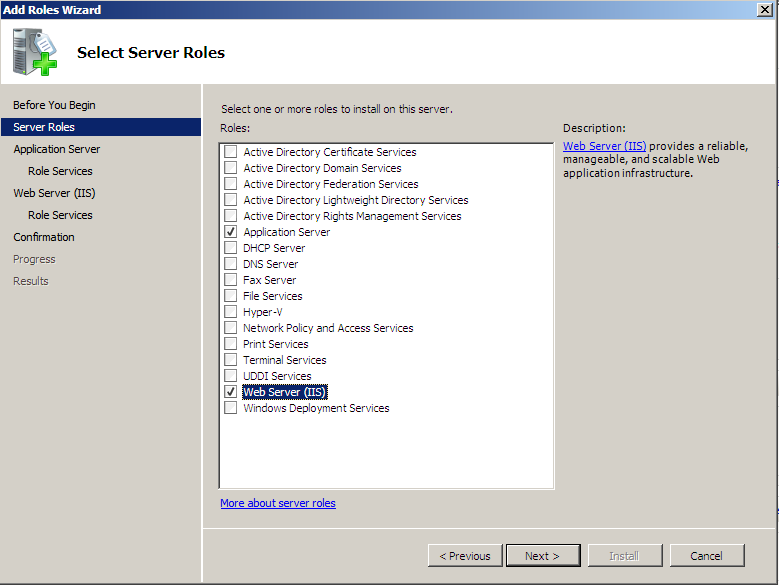 Add Roles Wizard
Select Server Roles
Before You Begin
Server Roles
Application Server
Role Services
Web Server (IIS)
Role Services
Confirmation
Progress
Results
Select one or more roles to install on this server.
Roles:
Active Directory Certificate Services
Active Directory Domain Services
Active Directory Federation Services
Active Directory Lightweight Directory Services
Active Directory Rights Management Services
Application Server
DHCP Server
DNS Server
Fax Server
File Services
Hyper-V
Network Policy and Access Services
Print Services
Terminal Services
UDDI Services
Web Server (IIS)
Windows Deployment Services
More about server roles
Description:
Web Server (IIS) provides a reliable,
manageable, and scalable Web
application infrastructure.
< Previous
Next >
Install
Cancel